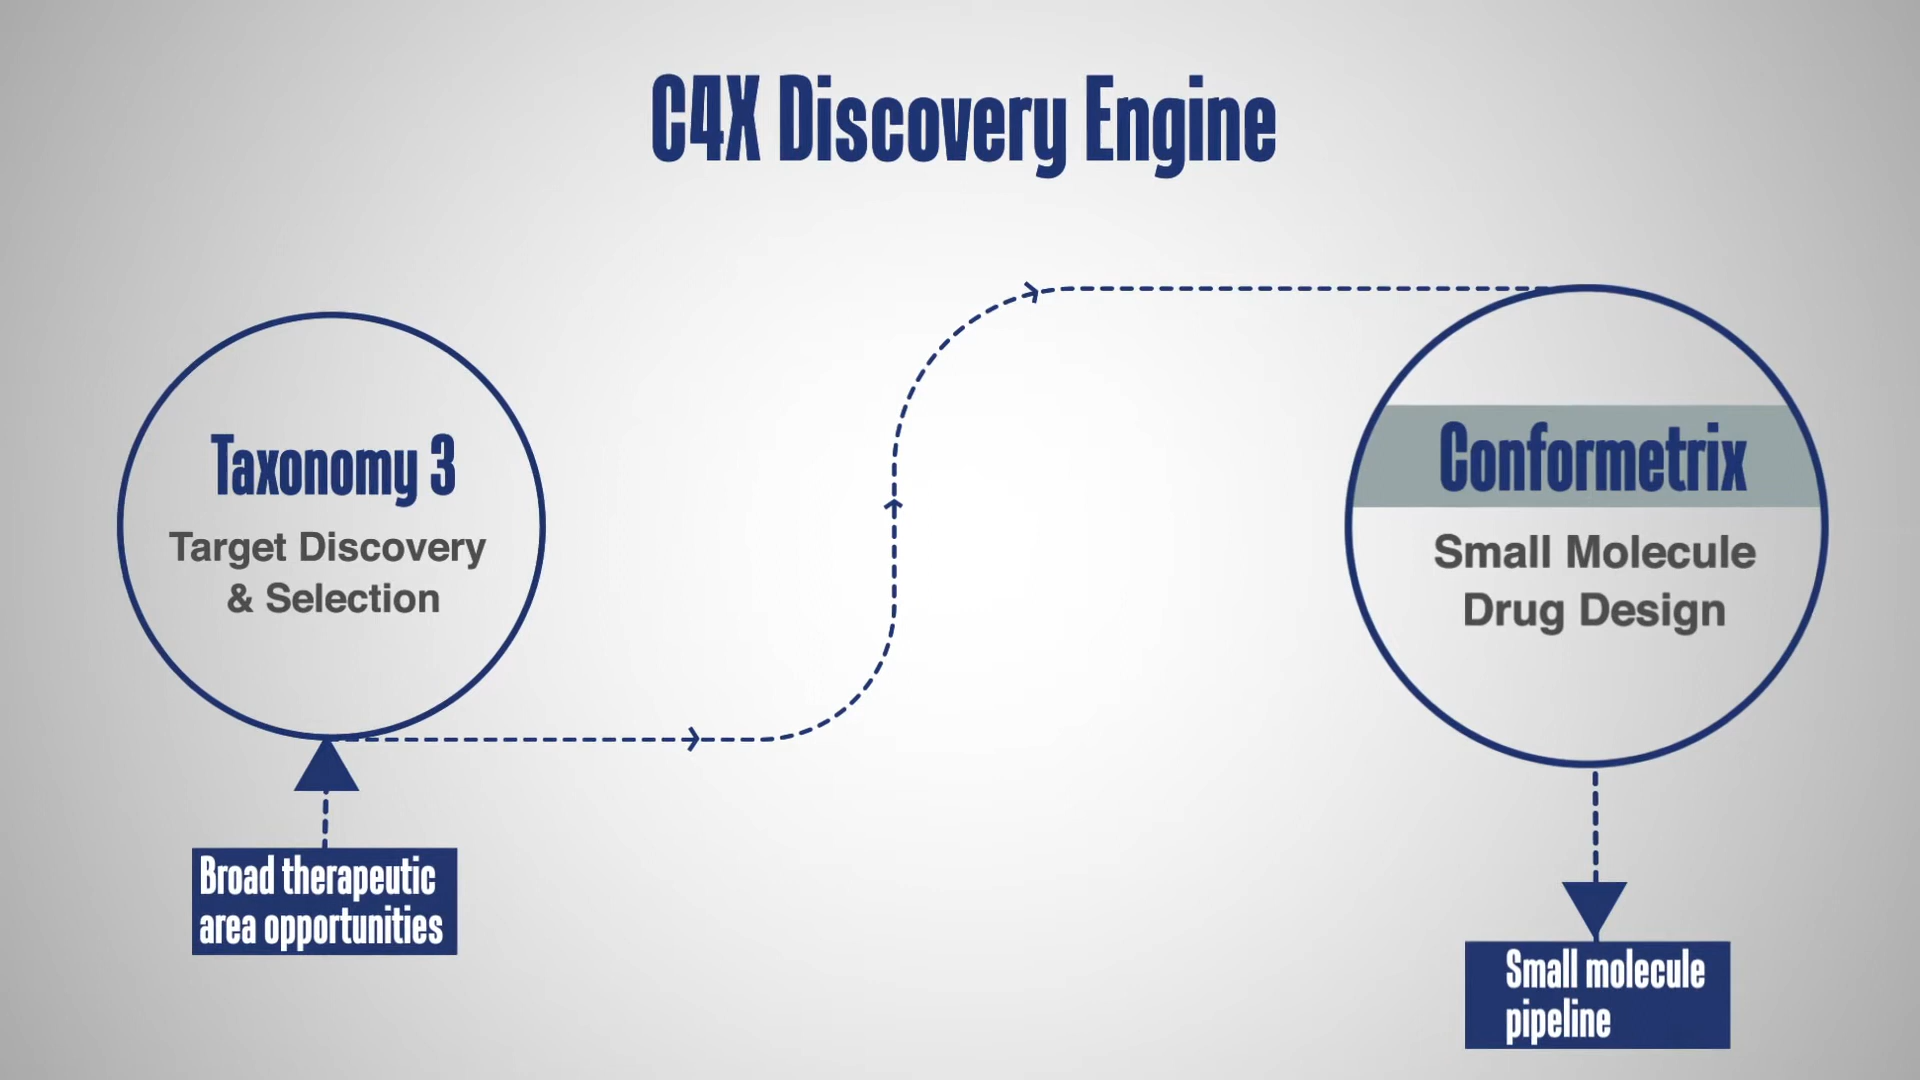 C4X Discovery Engine
Taxonomy 3
Target Discovery
& Selection
Broad therapeutic
area opportunities
Conformetrix
Small Molecule
Drug Design
Small molecule
pipeline